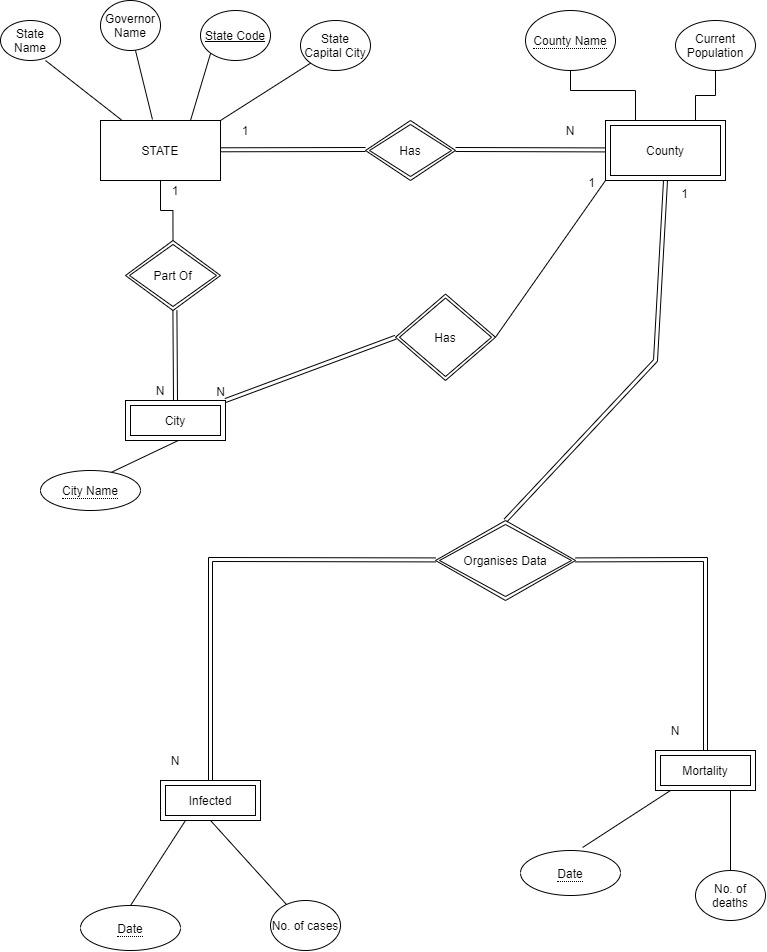 State
Name
Governor
Name
State Code
State
Capital City
County Name
Current
Population
STATE
1
Has
N
County
1
1
1
Part Of
Has
N
N
City
City Name
Organises Data
N
N
Infected
Mortality
Date
No. of cases
Date
No. of
deaths